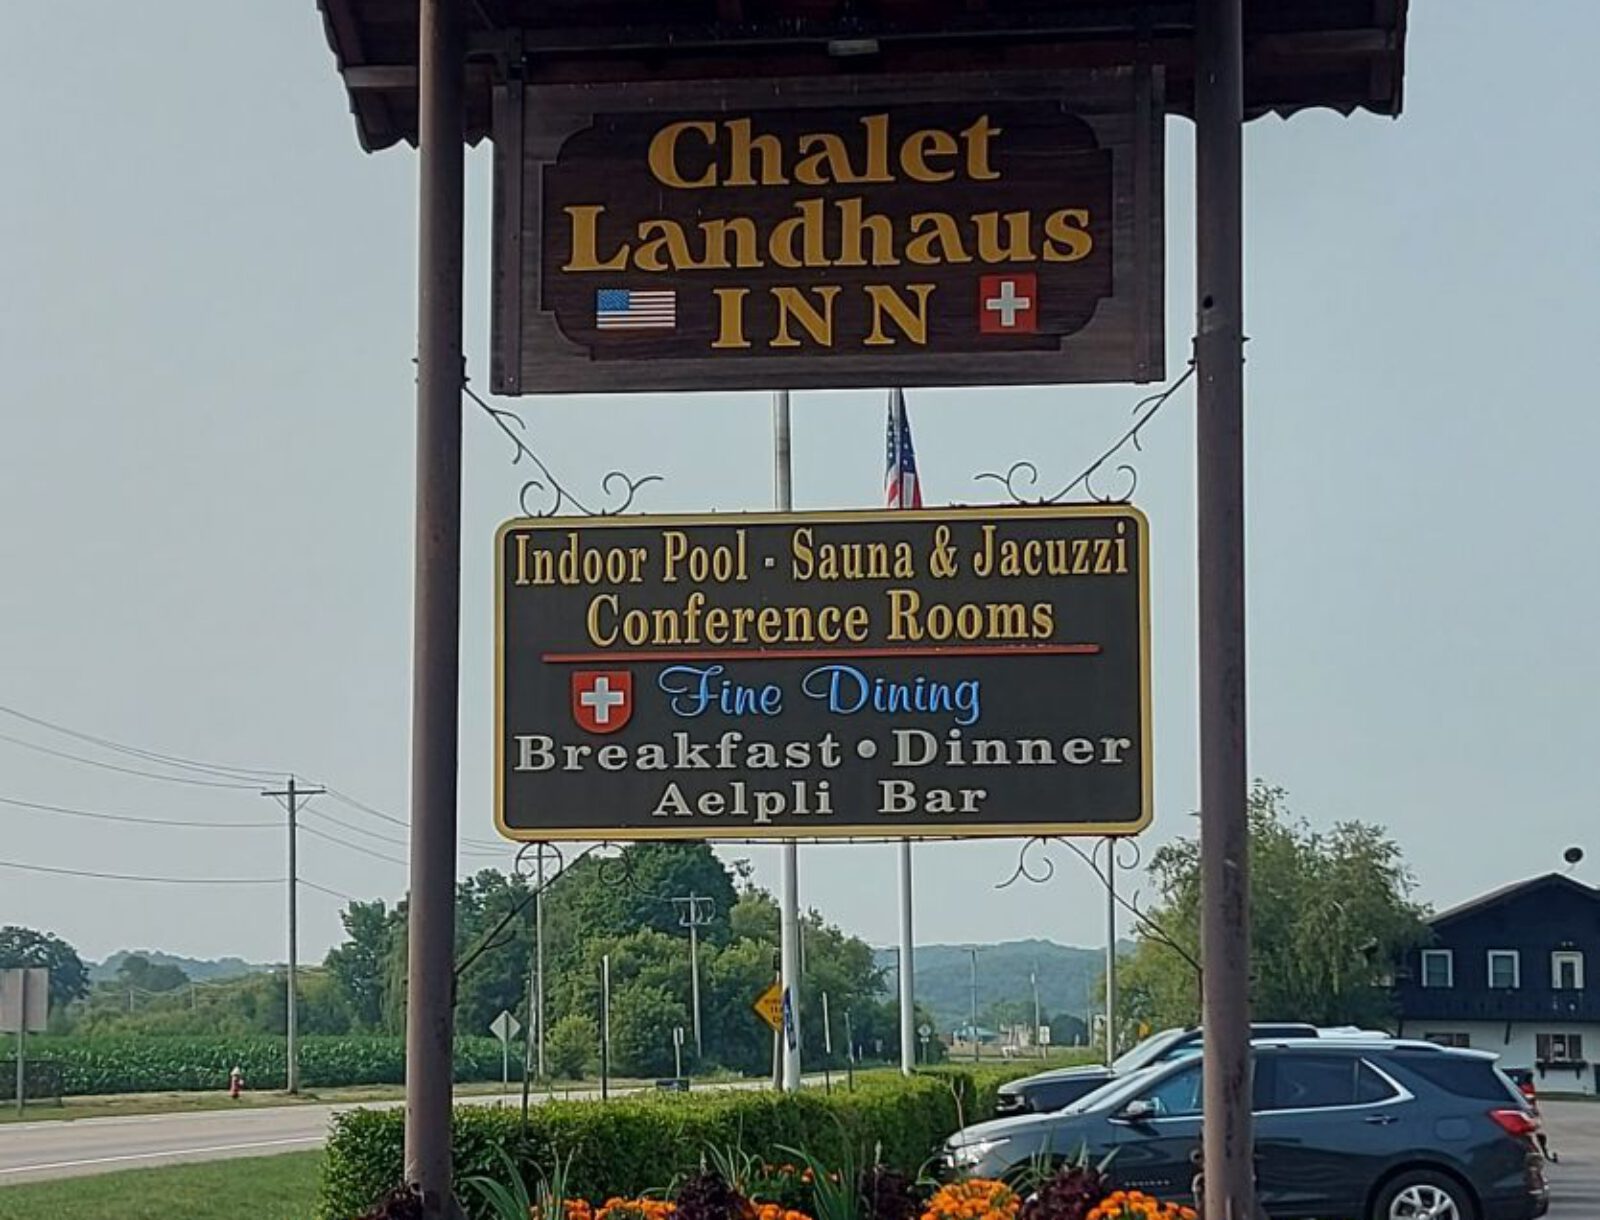 Chalet
Landhaus
INN
Indoor Pool - Sauna & Jacuzzi
Conference Rooms
Fine Dining
Breakfast • Dinner
Aelpli Bar